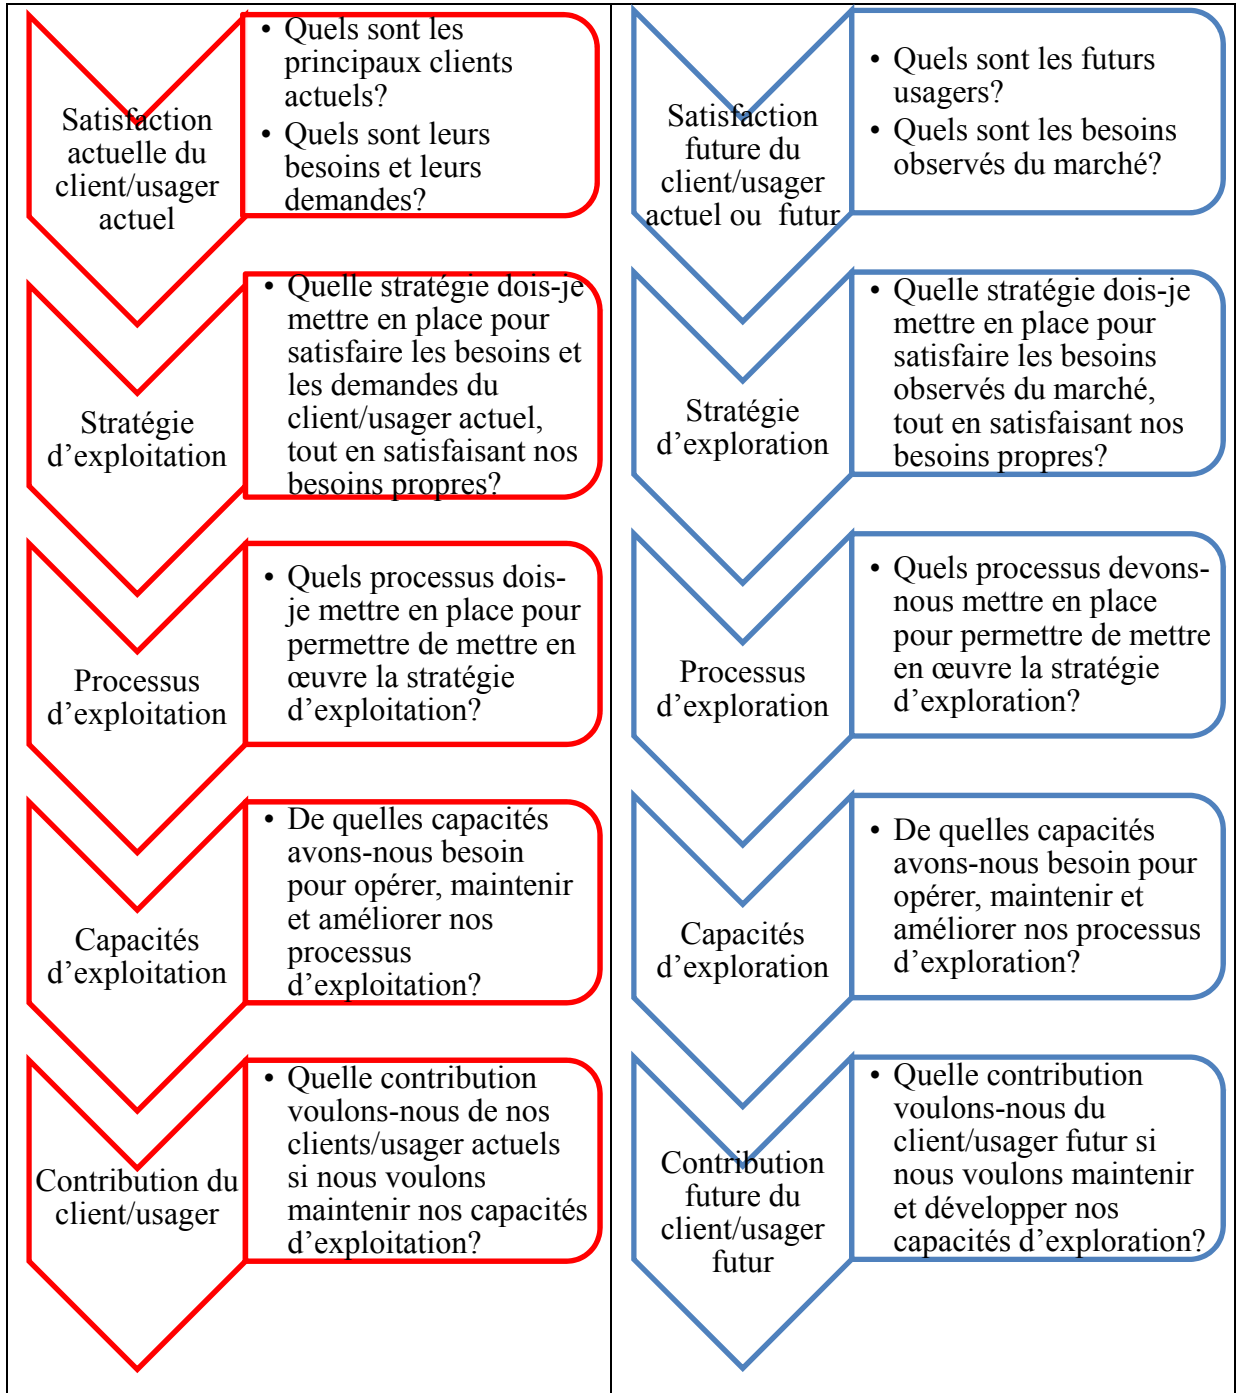 Satisfaction
actuelle du
client/usager
actuel
• Quels sont les
principaux clients
actuels?
• Quels sont leurs
besoins et leurs
demandes?
Stratégie
d’exploitation
• Quelle stratégie dois-je
mettre en place pour
satisfaire les besoins et
les demandes du
client/usager actuel,
tout en satisfaisant nos
besoins propres?
Processus
d’exploitation
• Quels processus dois-
je mettre en place pour
permettre de mettre en
œuvre la stratégie
d’exploitation?
Capacités
d’exploitation
• De quelles capacités
avons-nous besoin
pour opérer, maintenir
et améliorer nos
processus
d’exploitation?
Contribution du
client/usager
• Quelle contribution
voulons-nous de nos
clients/usager actuels
si nous voulons
maintenir nos capacités
d’exploitation?
Satisfaction
future du
client/usager
actuel ou  futur
• Quels sont les futurs
usagers?
• Quels sont les besoins
observés du marché?
Stratégie
d’exploration
• Quelle stratégie dois-je
mettre en place pour
satisfaire les besoins
observés du marché,
tout en satisfaisant nos
besoins propres?
Processus
d’exploration
• Quels processus devons-
nous mettre en place
pour permettre de mettre
en œuvre la stratégie
d’exploration?
Capacités
d’exploration
• De quelles capacités
avons-nous besoin pour
opérer, maintenir et
améliorer nos processus
d’exploration?
Contribution
future du
client/usager
futur
• Quelle contribution
voulons-nous du
client/usager futur si
nous voulons maintenir
et développer nos
capacités d’exploration?